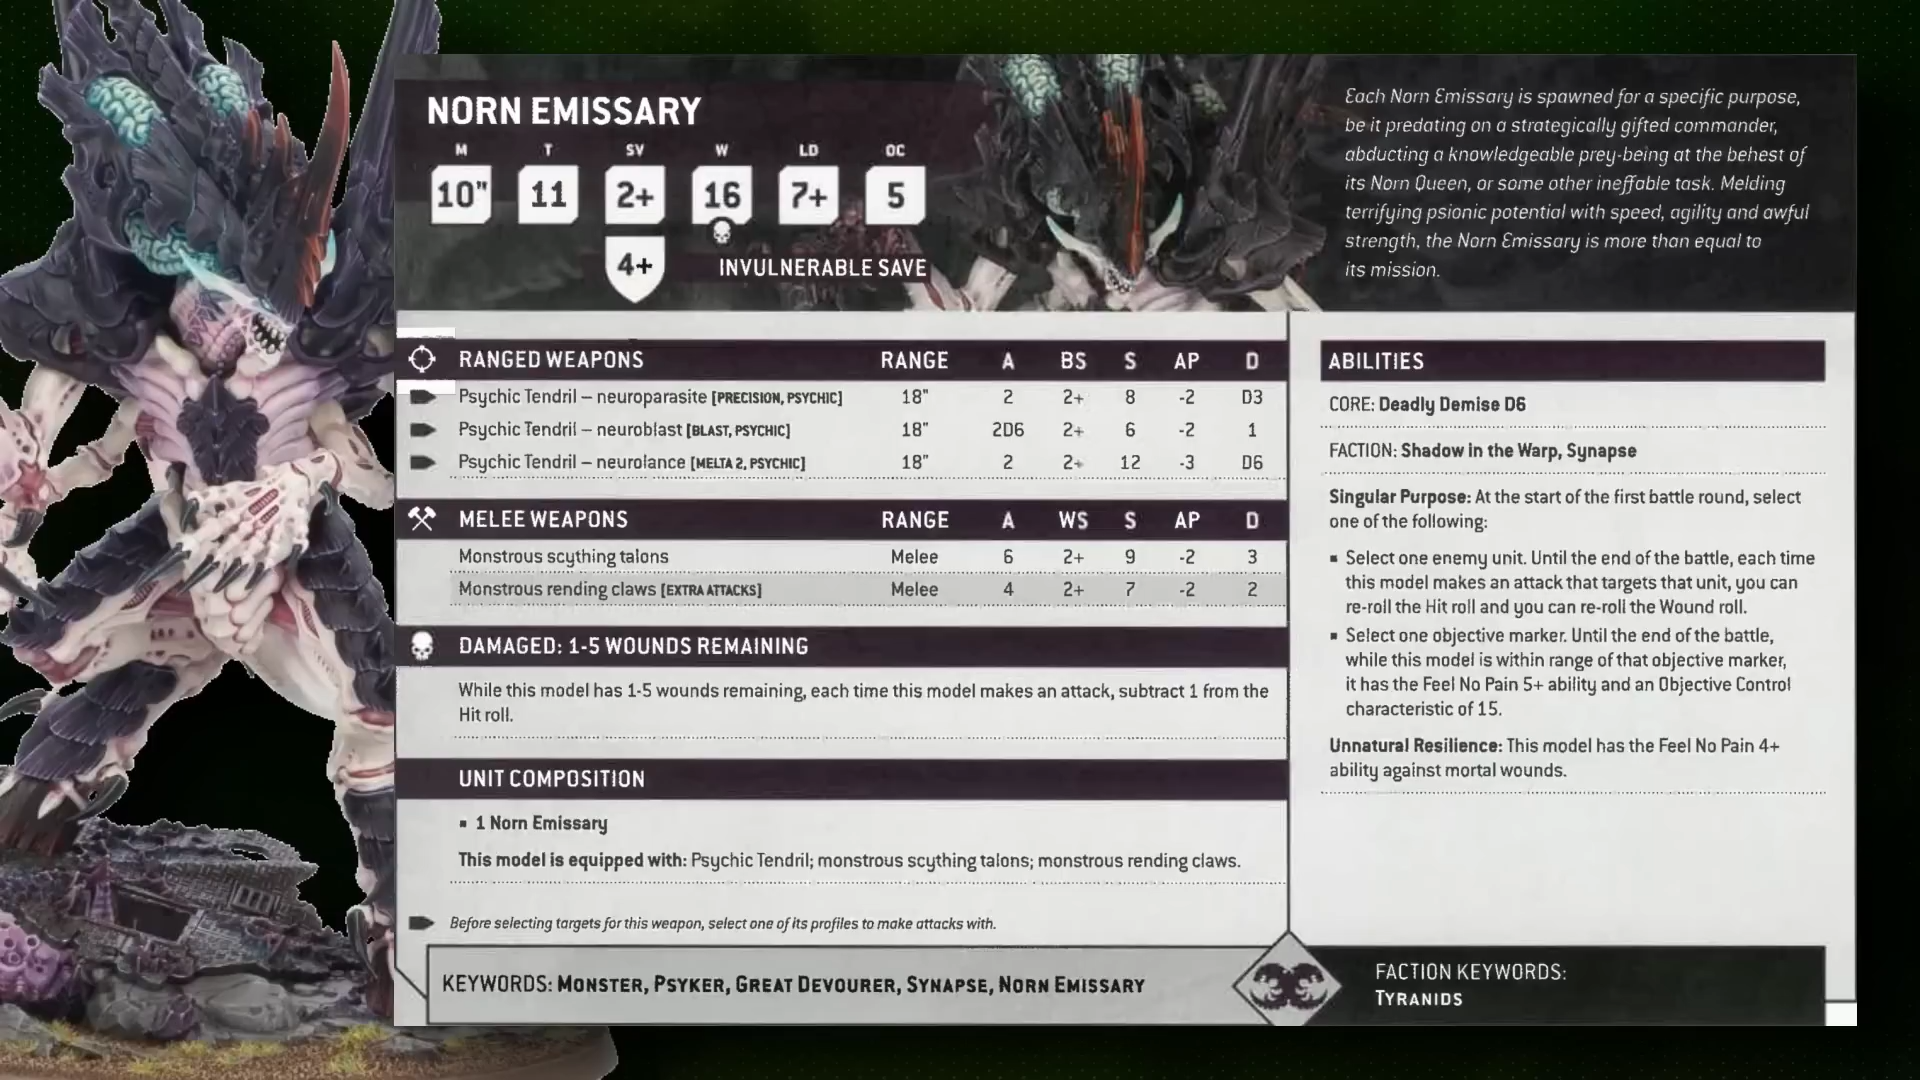 NORN EMISSARY
M T SV W LD OC
10" 11 2+ 16 7+ 5
4+ INVULNERABLE SAVE
Each Norn Emissary is spawned for a specific purpose,
be it predating on a strategically gifted commander,
abducting a knowledgeable prey-being at the behest of
its Norn Queen, or some other ineffable task. Melding
terrifying psionic potential with speed, agility and awful
strength, the Norn Emissary is more than equal to
its mission.
RANGED WEAPONS RANGE A BS S AP D
Psychic Tendril – neuroparasite [PRECISION, PSYCHIC] 18" 2 2+ 8 -2 D3
Psychic Tendril – neuroblast [BLAST, PSYCHIC] 18" 2D6 2+ 6 -2 1
Psychic Tendril – neurolance [MELTA 2, PSYCHIC] 18" 2 2+ 12 -3 D6
MELEE WEAPONS RANGE A WS S AP D
Monstrous scything talons Melee 6 2+ 9 -2 3
Monstrous rending claws [EXTRA ATTACKS] Melee 4 2+ 7 -2 2
DAMAGED: 1-5 WOUNDS REMAINING
While this model has 1-5 wounds remaining, each time this model makes an attack, subtract 1 from the
Hit roll.
UNIT COMPOSITION
▪ 1 Norn Emissary
This model is equipped with: Psychic Tendril; monstrous scything talons; monstrous rending claws.
Before selecting targets for this weapon, select one of its profiles to make attacks with.
ABILITIES
CORE: Deadly Demise D6
FACTION: Shadow in the Warp, Synapse
Singular Purpose: At the start of the first battle round, select
one of the following:
▪ Select one enemy unit. Until the end of the battle, each time
this model makes an attack that targets that unit, you can
re-roll the Hit roll and you can re-roll the Wound roll.
▪ Select one objective marker. Until the end of the battle,
while this model is within range of that objective marker,
it has the Feel No Pain 5+ ability and an Objective Control
characteristic of 15.
Unnatural Resilience: This model has the Feel No Pain 4+
ability against mortal wounds.
KEYWORDS: MONSTER, PSYKER, GREAT DEVOURER, SYNAPSE, NORN EMISSARY
FACTION KEYWORDS:
TYRANIDS